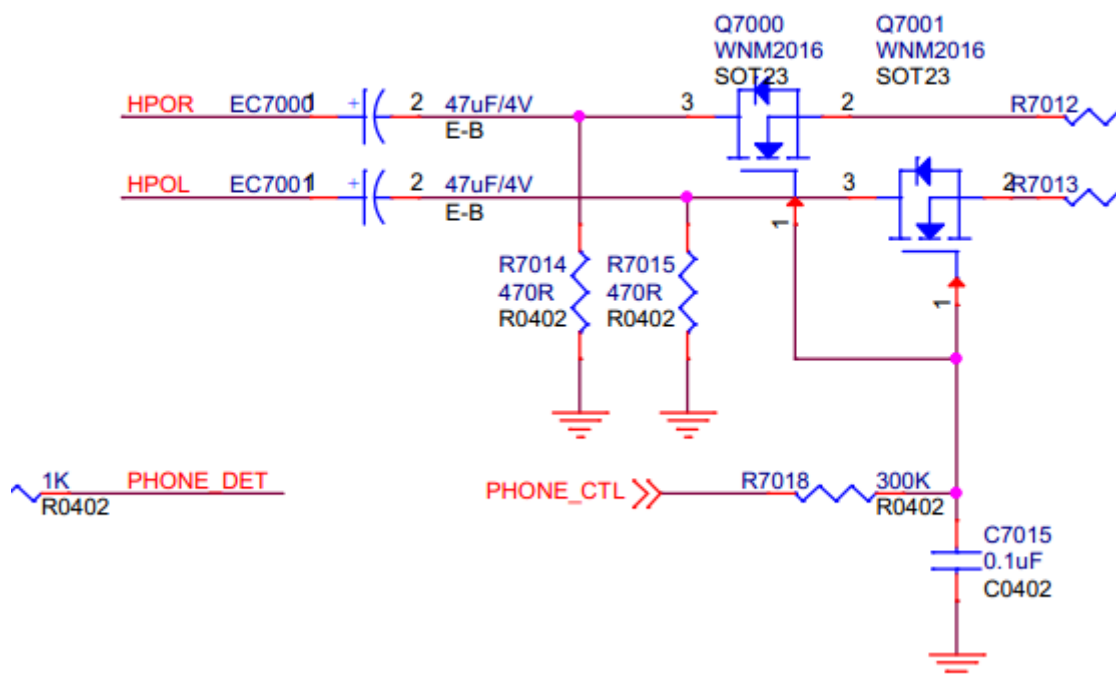 Q7000
WNM2016
SOT23
Q7001
WNM2016
SOT23
HPOR
EC7000
1
+
2
47uF/4V
E-B
3
2
R7012
HPOL
EC7001
1
+
2
47uF/4V
E-B
3
2
R7013
1
1
R7014
470R
R0402
R7015
470R
R0402
1K
R0402
PHONE_DET
PHONE_CTL
R7018
300K
R0402
C7015
0.1uF
C0402